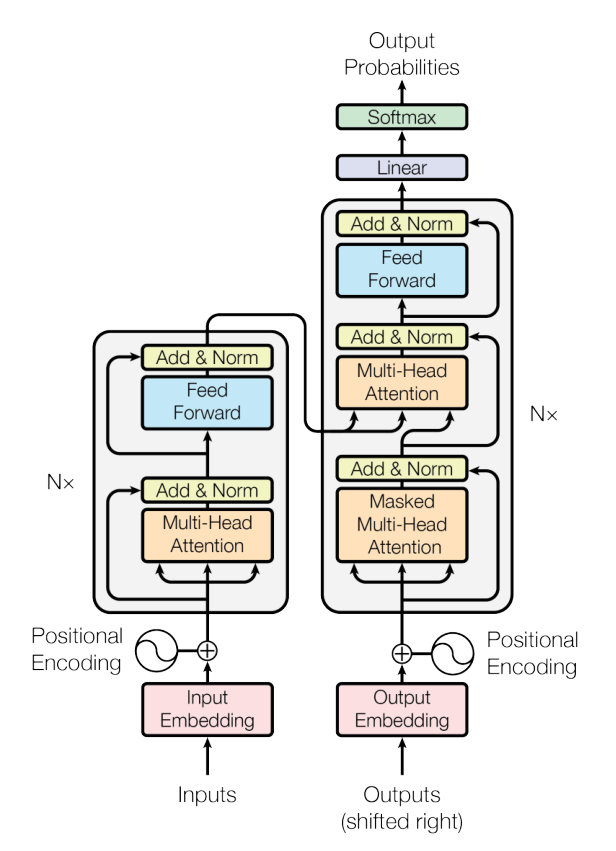 Output
Probabilities
Softmax
Linear
Add & Norm
Feed
Forward
Add & Norm
Multi-Head
Attention
Add & Norm
Masked
Multi-Head
Attention
N×
Add & Norm
Feed
Forward
Add & Norm
Multi-Head
Attention
N×
Positional
Encoding
Positional
Encoding
Input
Embedding
Output
Embedding
Inputs
Outputs
(shifted right)